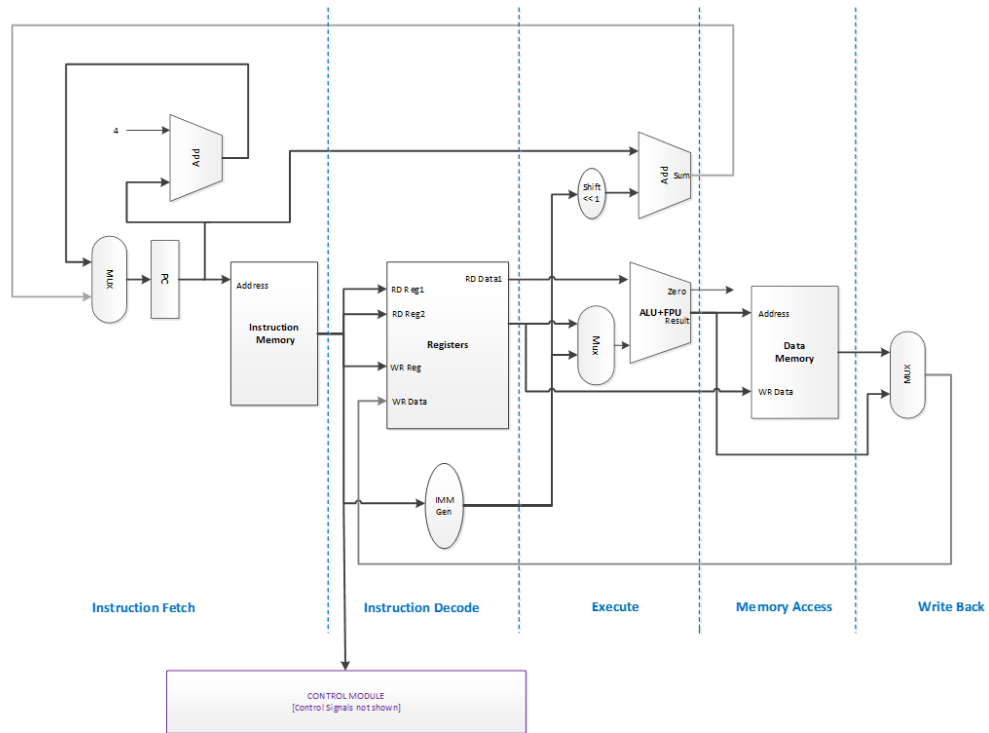 4
Add
Add
Sum
Shift
<< 1
MUX
PC
Address
Instruction
Memory
RD Reg1
RD Reg2
WR Reg
WR Data
RD Data1
Registers
Mux
Zero
ALU+FPU
Result
Address
Data
Memory
WR Data
MUX
IMM
Gen
Instruction Fetch
Instruction Decode
Execute
Memory Access
Write Back
CONTROL MODULE
[Control Signals not shown]